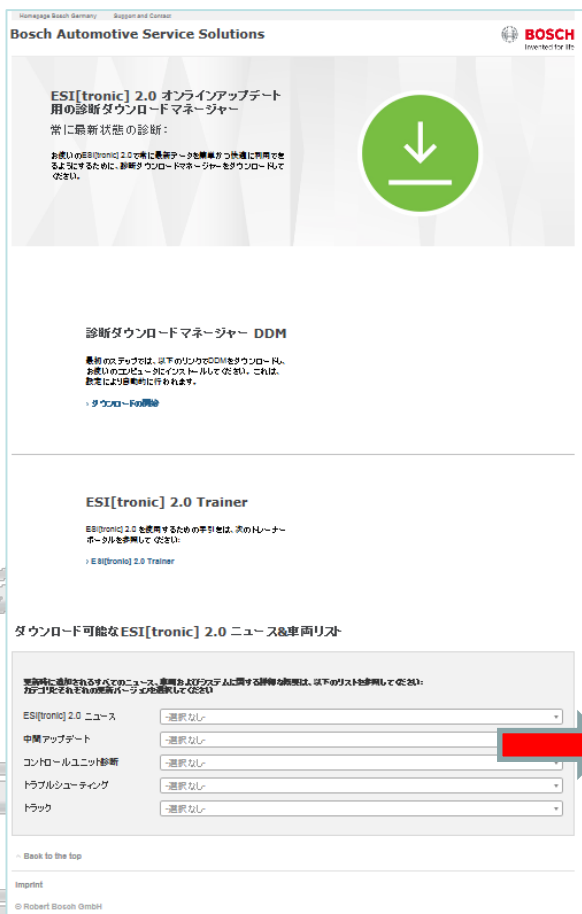 Homepage Bosch Germany Support and Contact
Bosch Automotive Service Solutions
BOSCH
Invented for life
ESI[tronic] 2.0 オンラインアップデート
用の診断ダウンロードマネージャー
常に最新状態の診断:
お使いのESI[tronic] 2.0で常に最新データを簡単かつ快適に利用でき
るようにするために、診断ダウンロードマネージャーをダウンロードして
ください。
診断ダウンロードマネージャー DDM
最初のステップでは、以下のリンクでDDMをダウンロードし、
お使いのコンピュータにインストールしてください。これは、
設定により自動的に行われます。
› ダウンロードの開始
ESI[tronic] 2.0 Trainer
ESI[tronic] 2.0 を使用するための手引きは、次のトレーナー
ポータルを参照してください:
› ESI[tronic] 2.0 Trainer
ダウンロード可能なESI[tronic] 2.0 ニュース&車両リスト
更新時に追加されるすべてのニュース、車両およびシステムに関する詳細な概要は、以下のリストを参照してください:
カテゴリ別にそれぞれの更新バージョンを選択してください
ESI[tronic] 2.0 ニュース -選択なし-
中間アップデート -選択なし-
コントロールユニット診断 -選択なし-
トラブルシューティング -選択なし-
トラック -選択なし-
Back to the top
Imprint
© Robert Bosch GmbH